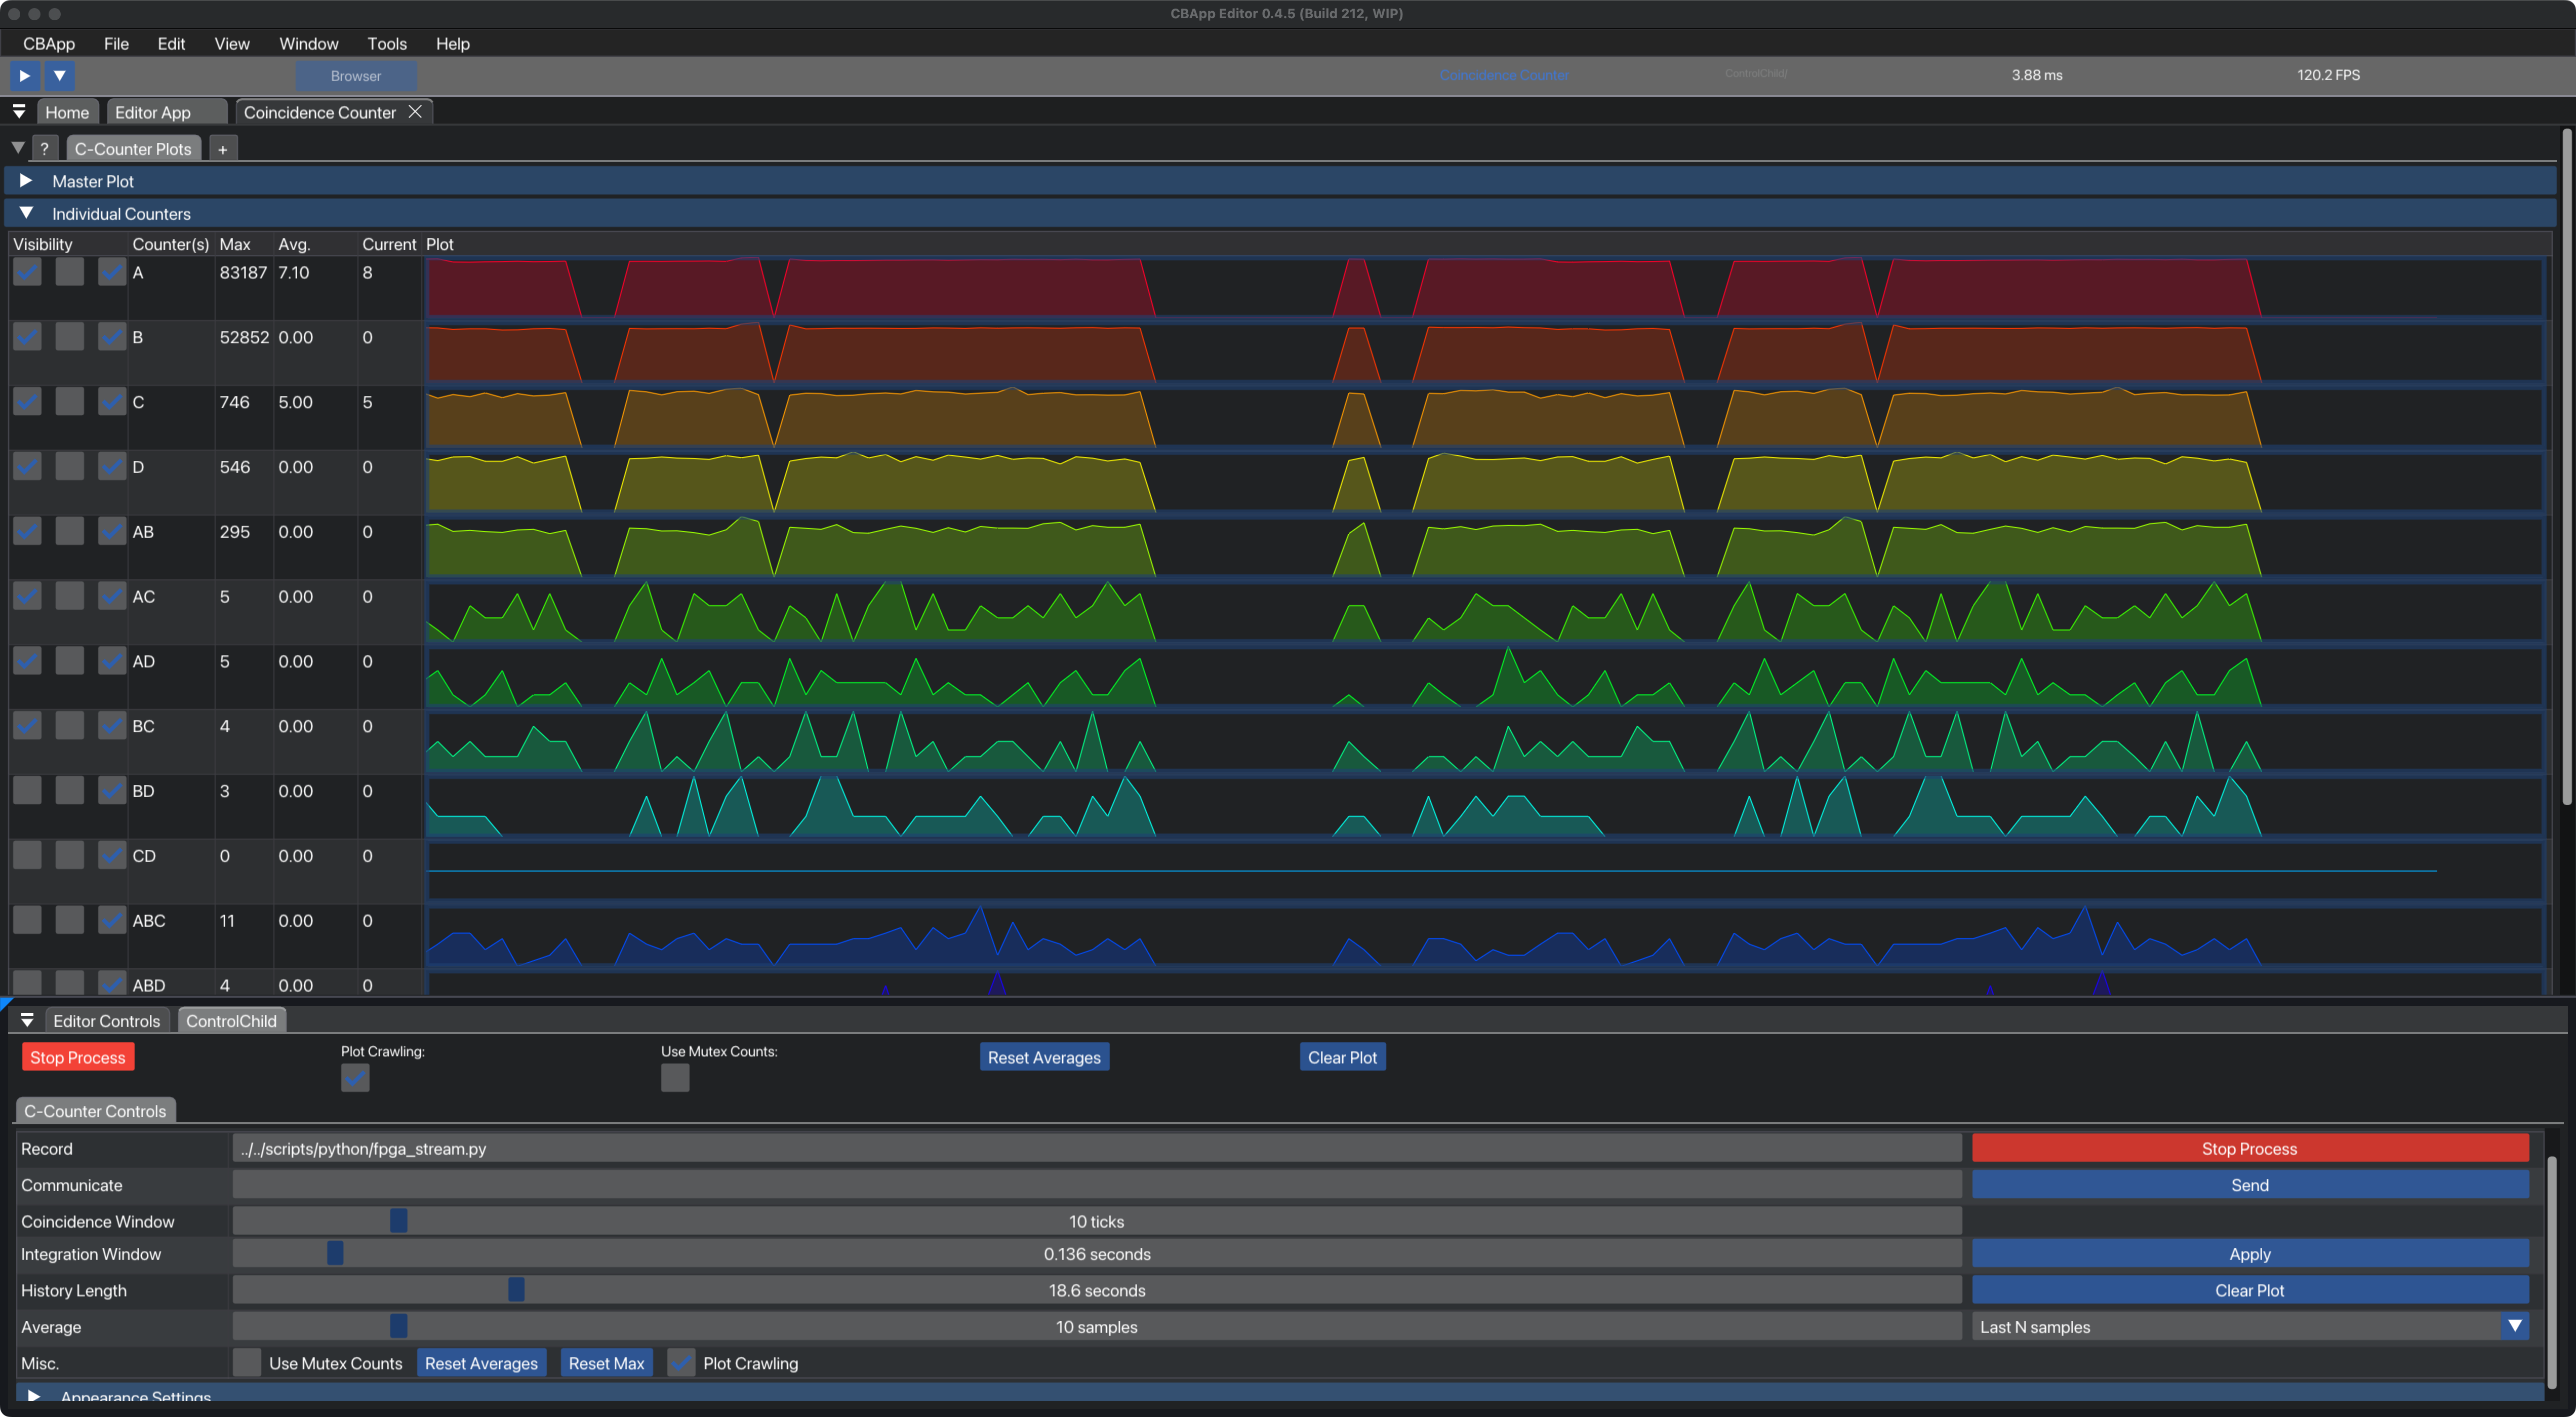 CBApp Editor 0.4.5 (Build 212, WIP)
CBApp File Edit View Window Tools Help
Browser Coincidence Counter ControlChild/ 3.88 ms 120.2 FPS
Home Editor App Coincidence Counter
? C-Counter Plots +
Master Plot
Individual Counters
Visibility Counter(s) Max Avg. Current Plot
A 83187 7.10 8
B 52852 0.00 0
C 746 5.00 5
D 546 0.00 0
AB 295 0.00 0
AC 5 0.00 0
AD 5 0.00 0
BC 4 0.00 0
BD 3 0.00 0
CD 0 0.00 0
ABC 11 0.00 0
ABD 4 0.00 0
Editor Controls ControlChild
Stop Process Plot Crawling: Use Mutex Counts: Reset Averages Clear Plot
C-Counter Controls
Record ../../scripts/python/fpga_stream.py Stop Process
Communicate Send
Coincidence Window 10 ticks
Integration Window 0.136 seconds Apply
History Length 18.6 seconds Clear Plot
Average 10 samples Last N samples
Misc. Use Mutex Counts Reset Averages Reset Max Plot Crawling
Appearance Settings